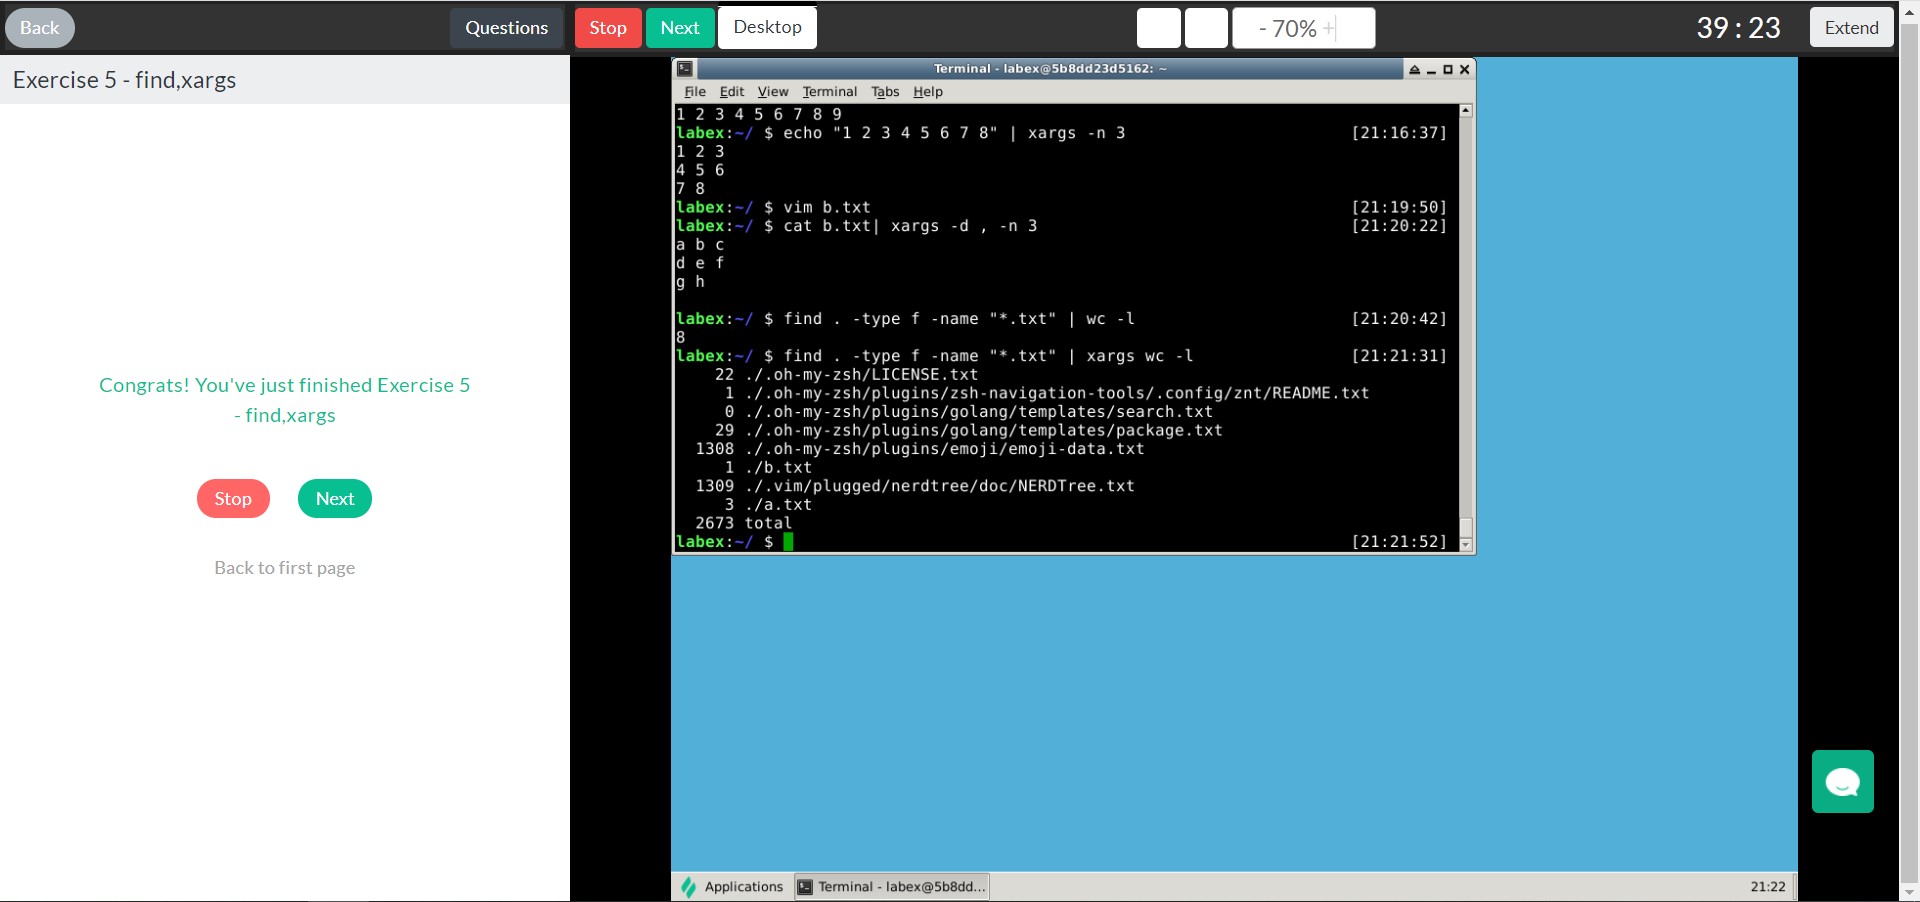 Back
Questions
Stop
Next
Desktop
- 70% +
39 : 23
Extend
Exercise 5 - find,xargs
Congrats! You've just finished Exercise 5
- find,xargs
Stop
Next
Back to first page
Terminal - labex@5b8dd23d5162: ~
File Edit View Terminal Tabs Help
1 2 3 4 5 6 7 8 9
labex:~/ $ echo "1 2 3 4 5 6 7 8" | xargs -n 3 [21:16:37]
1 2 3
4 5 6
7 8
labex:~/ $ vim b.txt [21:19:50]
labex:~/ $ cat b.txt| xargs -d , -n 3 [21:20:22]
a b c
d e f
g h
labex:~/ $ find . -type f -name "*.txt" | wc -l [21:20:42]
8
labex:~/ $ find . -type f -name "*.txt" | xargs wc -l [21:21:31]
22 ./.oh-my-zsh/LICENSE.txt
1 ./.oh-my-zsh/plugins/zsh-navigation-tools/.config/znt/README.txt
0 ./.oh-my-zsh/plugins/golang/templates/search.txt
29 ./.oh-my-zsh/plugins/golang/templates/package.txt
1308 ./.oh-my-zsh/plugins/emoji/emoji-data.txt
1 ./b.txt
1309 ./.vim/plugged/nerdtree/doc/NERDTree.txt
3 ./a.txt
2673 total
labex:~/ $ [21:21:52]
Applications
Terminal - labex@5b8dd...
21:22